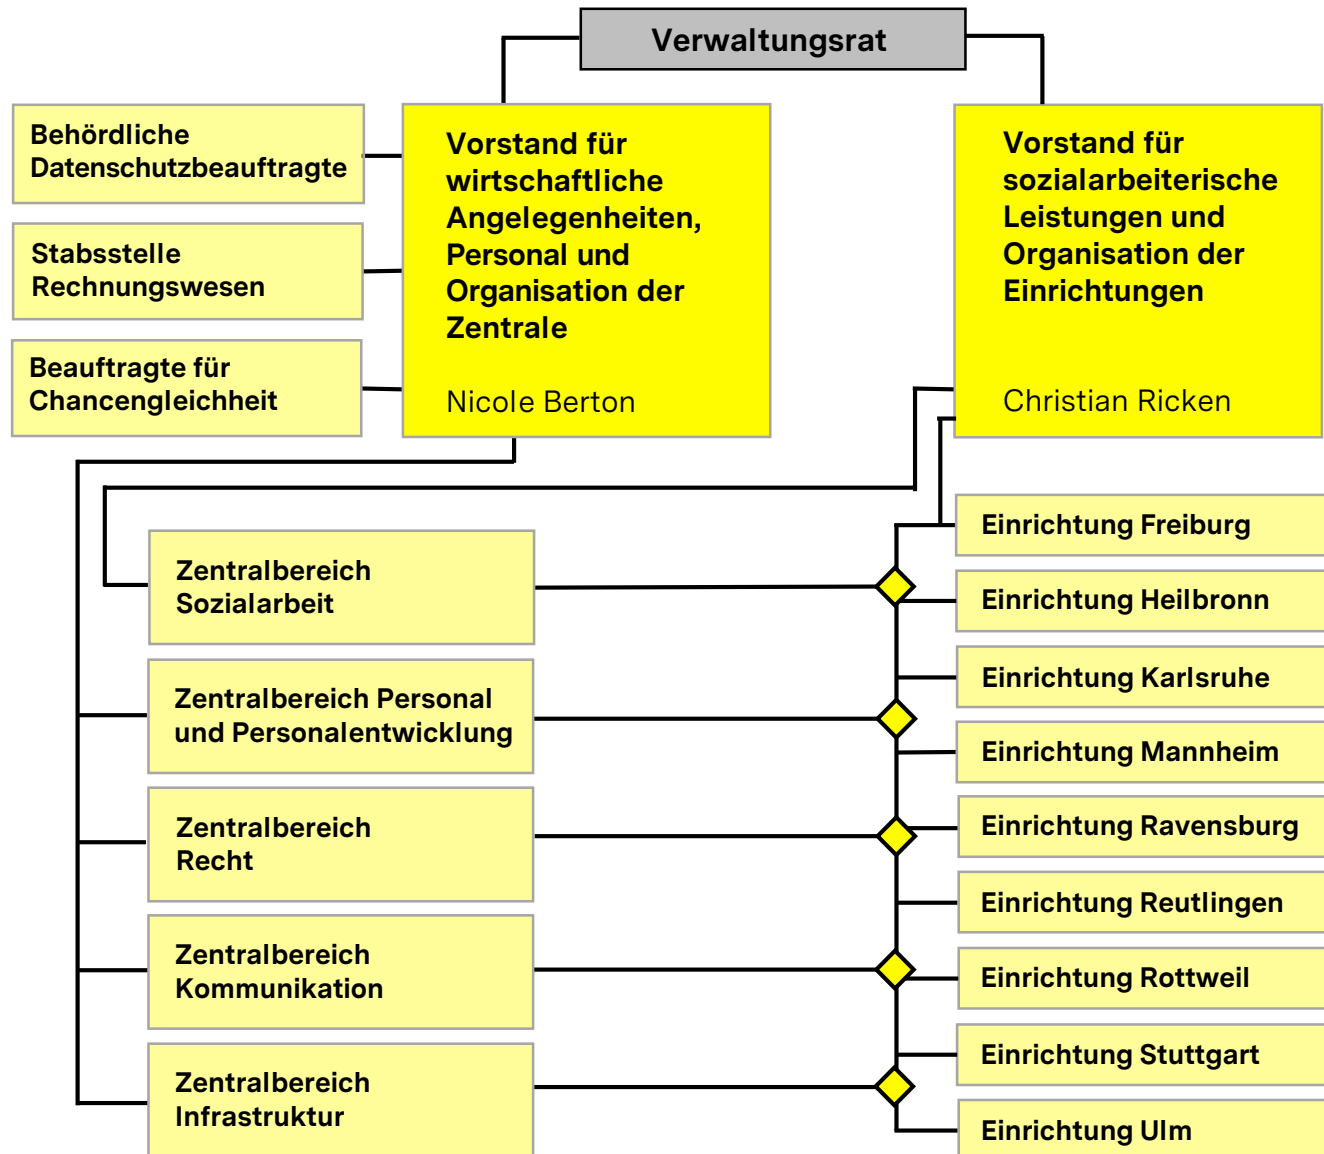 Verwaltungsrat
Behördliche
Datenschutzbeauftragte
Stabsstelle
Rechnungswesen
Beauftragte für
Chancengleichheit
Vorstand für
wirtschaftliche
Angelegenheiten,
Personal und
Organisation der
Zentrale
Nicole Berton
Vorstand für
sozialarbeiterische
Leistungen und
Organisation der
Einrichtungen
Christian Ricken
Zentralbereich
Sozialarbeit
Zentralbereich Personal
und Personalentwicklung
Zentralbereich
Recht
Zentralbereich
Kommunikation
Zentralbereich
Infrastruktur
Einrichtung Freiburg
Einrichtung Heilbronn
Einrichtung Karlsruhe
Einrichtung Mannheim
Einrichtung Ravensburg
Einrichtung Reutlingen
Einrichtung Rottweil
Einrichtung Stuttgart
Einrichtung Ulm